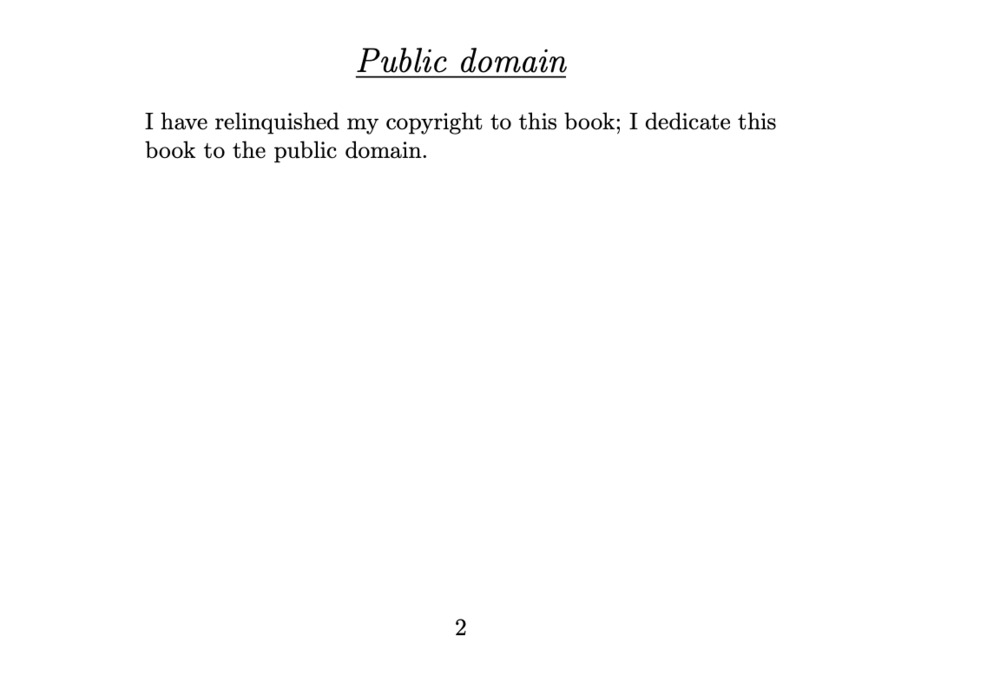 Public domain
I have relinquished my copyright to this book; I dedicate this
book to the public domain.
2